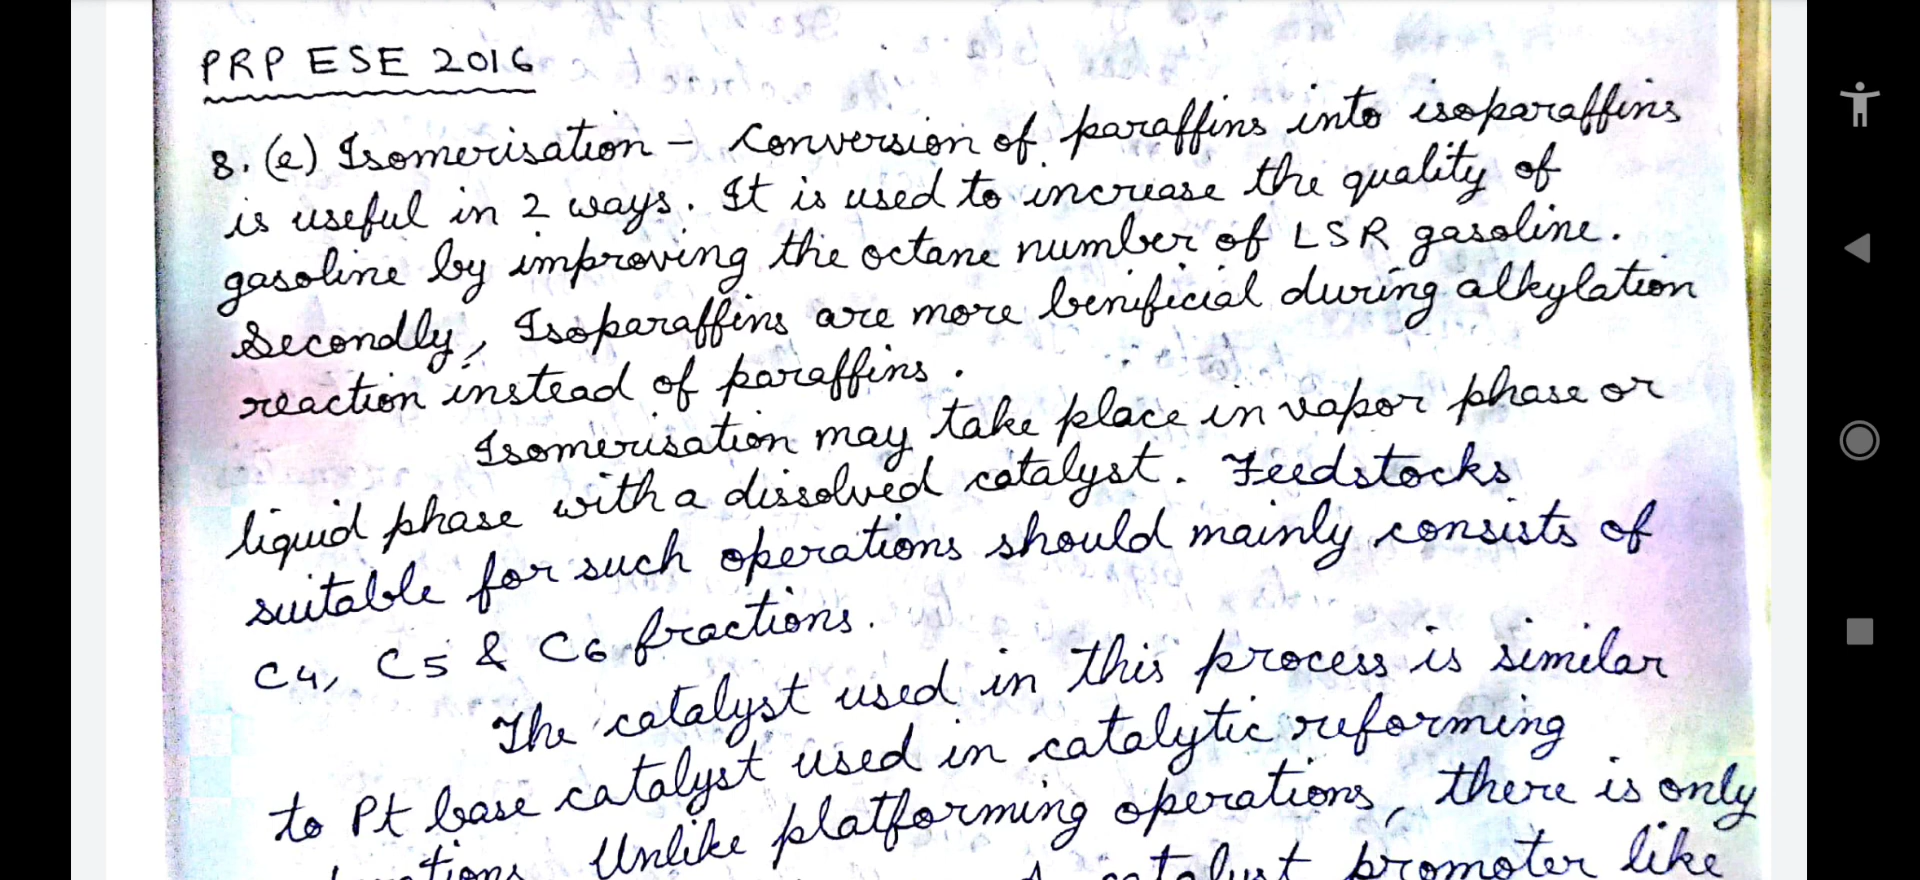 PRP ESE 2016
8. (e) Isomerisation - Conversion of paraffins into isoparaffins
is useful in 2 ways. It is used to increase the quality of
gasoline by improving the octane number of LSR gasoline.
Secondly, Isoparaffins are more benificial during alkylation
reaction instead of paraffins.
Isomerisation may take place in vapor phase or
liquid phase with a dissolved catalyst. Feedstocks
suitable for such operations should mainly consists of
C4, C5 & C6 fractions.
The catalyst used in this process is similar
to Pt base catalyst used in catalytic reforming
Unlike platforming operations, there is only
catalyst promoter like